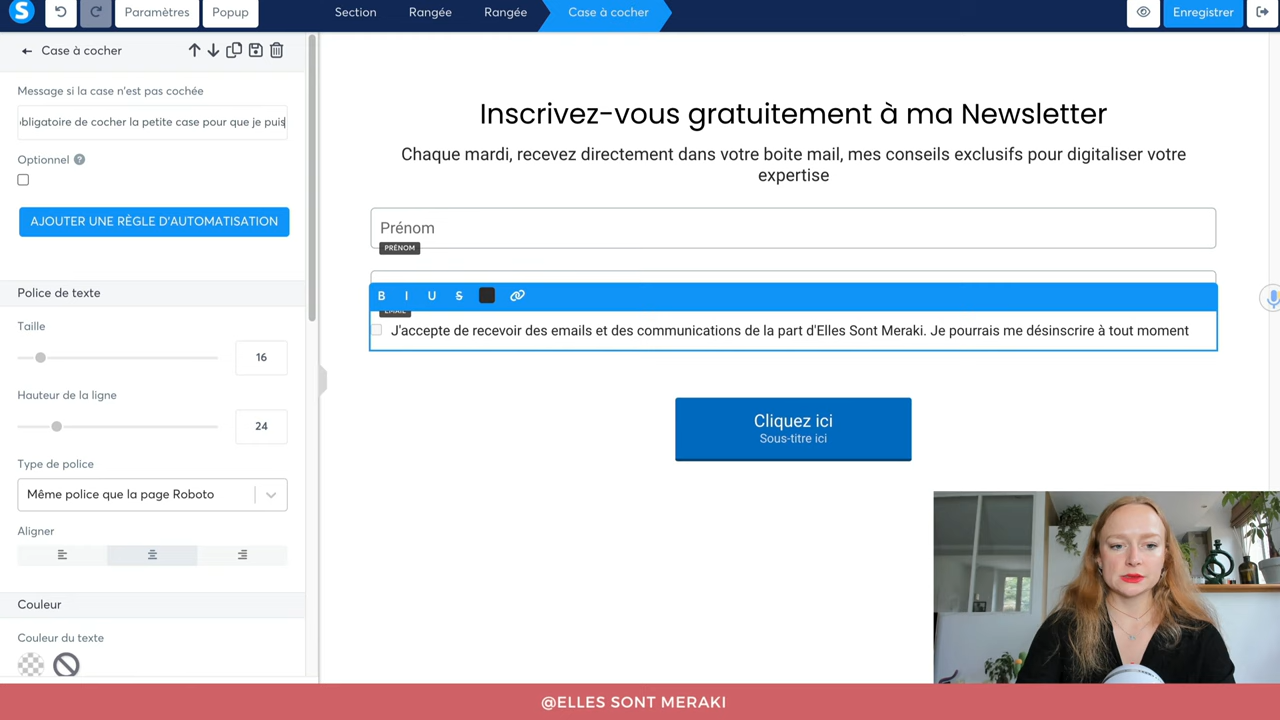 S
Paramètres
Popup
Section
Rangée
Rangée
Case à cocher
Enregistrer
Case à cocher
Message si la case n'est pas cochée
obligatoire de cocher la petite case pour que je puis
Optionnel ?
AJOUTER UNE RÈGLE D'AUTOMATISATION
Police de texte
Taille
16
Hauteur de la ligne
24
Type de police
Même police que la page Roboto
Aligner
Couleur
Couleur du texte
Inscrivez-vous gratuitement à ma Newsletter
Chaque mardi, recevez directement dans votre boite mail, mes conseils exclusifs pour digitaliser votre
expertise
Prénom
PRÉNOM
B I U S
EMAIL
J'accepte de recevoir des emails et des communications de la part d'Elles Sont Meraki. Je pourrais me désinscrire à tout moment
Cliquez ici
Sous-titre ici
@ELLES SONT MERAKI